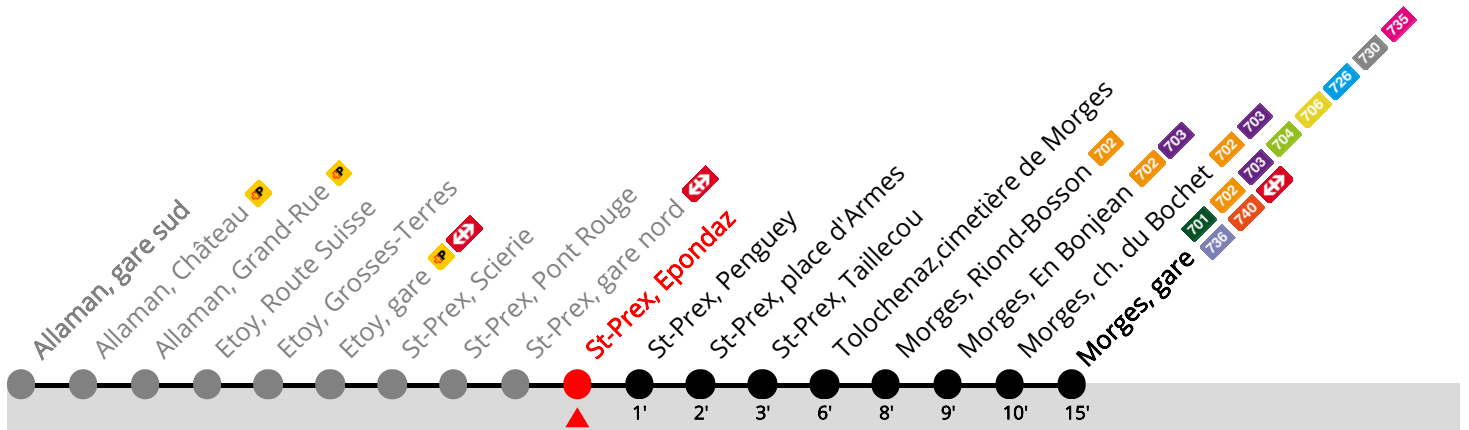 Allaman, gare sud
Allaman, Château P
Allaman, Grand-Rue P
Etoy, Route Suisse
Etoy, Grosses-Terres
Etoy, gare P
St-Prex, Scierie
St-Prex, Pont Rouge
St-Prex, gare nord
St-Prex, Epondaz
St-Prex, Penguey
St-Prex, place d'Armes
St-Prex, Taillecou
Tolochenaz,cimetière de Morges
Morges, Riond-Bosson 702
Morges, En Bonjean 702 703
Morges, ch. du Bochet 702 703
Morges, gare 701 702 703 704 706 726 730 735
736 740
1' 2' 3' 6' 8' 9' 10' 15'